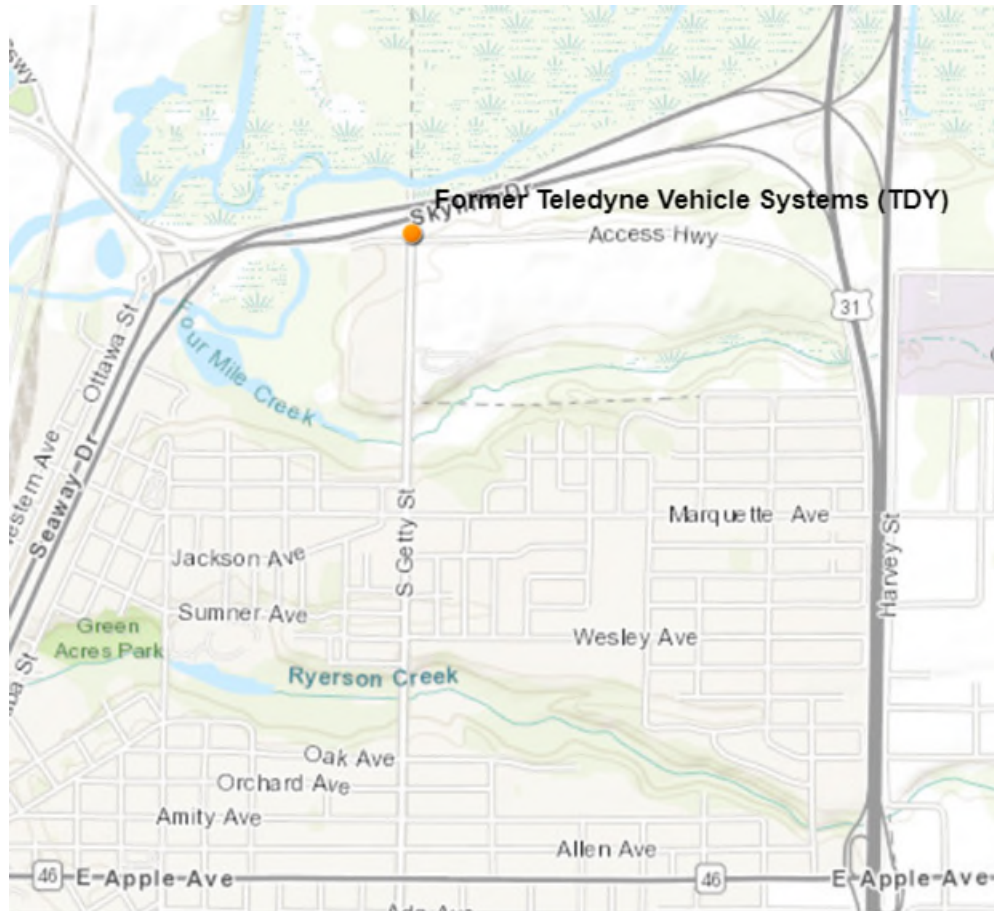 swy
Former Teledyne Vehicle Systems (TDY)
Access Hwy
31
Ottawa St
Four Mile Creek
Seaway Dr
S Getty St
Marquette Ave
Harvey St
Jackson Ave
Sumner Ave
Wesley Ave
Green
Acres Park
Ryerson Creek
Oak Ave
Orchard Ave
Amity Ave
Allen Ave
46
E Apple Ave
46
E Apple Ave